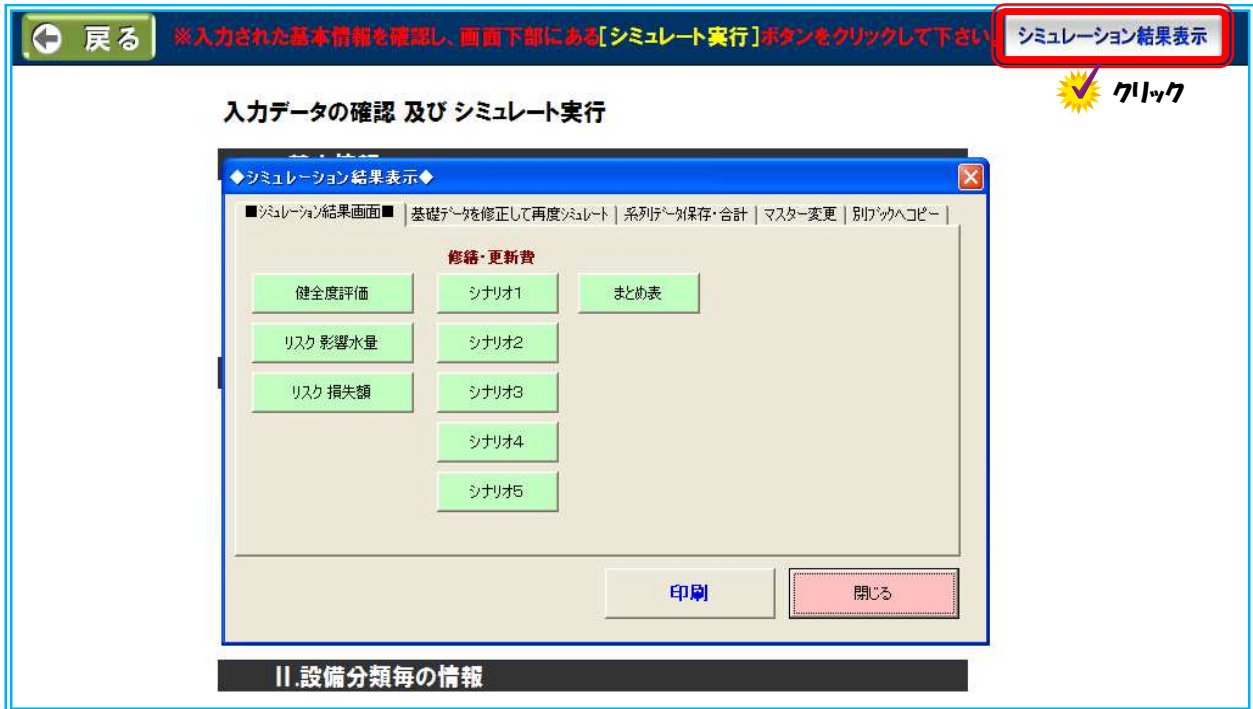 戻る
※入力された基本情報を確認し、画面下部にある[シミュレート実行]ボタンをクリックして下さい
シミュレーション結果表示
クリック
入力データの確認 及び シミュレート実行
◆シミュレーション結果表示◆
■シミュレーション結果画面■ 基礎データを修正して再度シミュレート 系列データ保存・合計 マスター変更 別ブックへコピー
修繕・更新費
健全度評価 シナリオ1 まとめ表
リスク 影響水量 シナリオ2
リスク 損失額 シナリオ3
シナリオ4
シナリオ5
印刷 閉じる
II.設備分類毎の情報